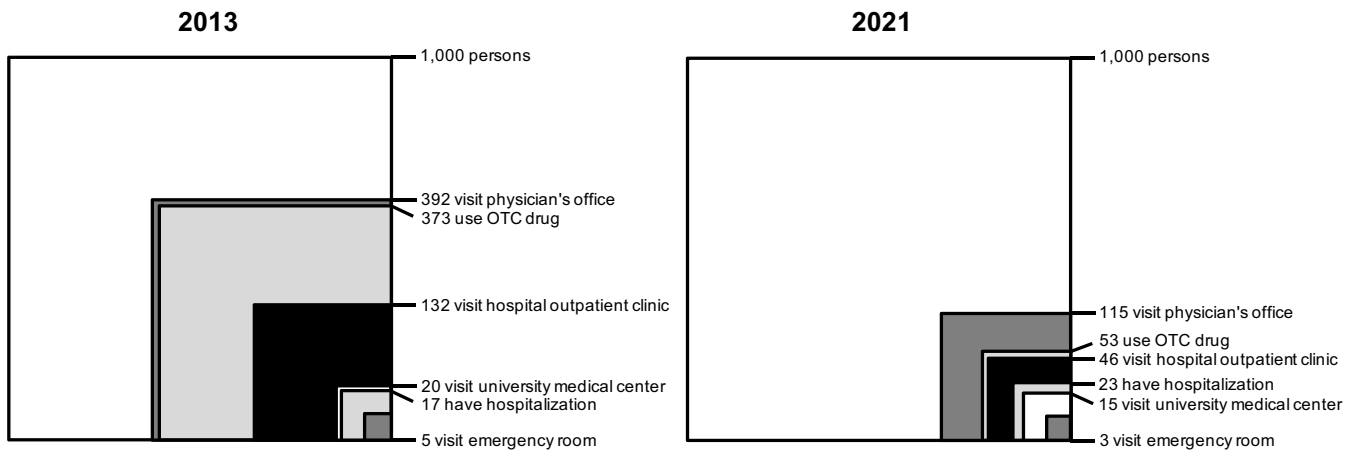 2013
1,000 persons
392 visit physician's office
373 use OTC drug
132 visit hospital outpatient clinic
20 visit university medical center
17 have hospitalization
5 visit emergency room
2021
1,000 persons
115 visit physician's office
53 use OTC drug
46 visit hospital outpatient clinic
23 have hospitalization
15 visit university medical center
3 visit emergency room